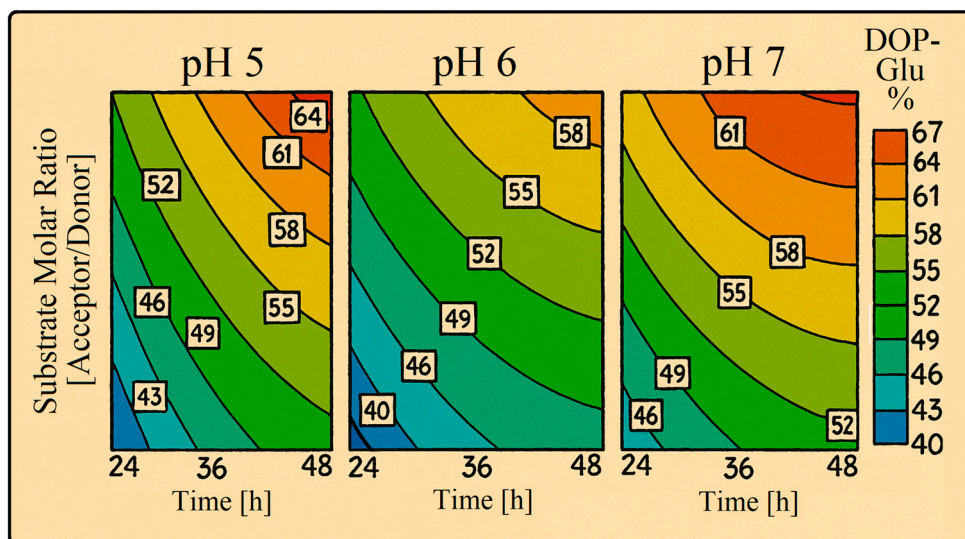 pH 5
pH 6
pH 7
DOP-
Glu
%
Substrate Molar Ratio
[Acceptor/Donor]
64
61
52
58
46
55
49
43
24 36 48
Time [h]
58
55
52
49
46
40
24 36 48
Time [h]
61
58
55
49
46
52
24 36 48
Time [h]
67
64
61
58
55
52
49
46
43
40